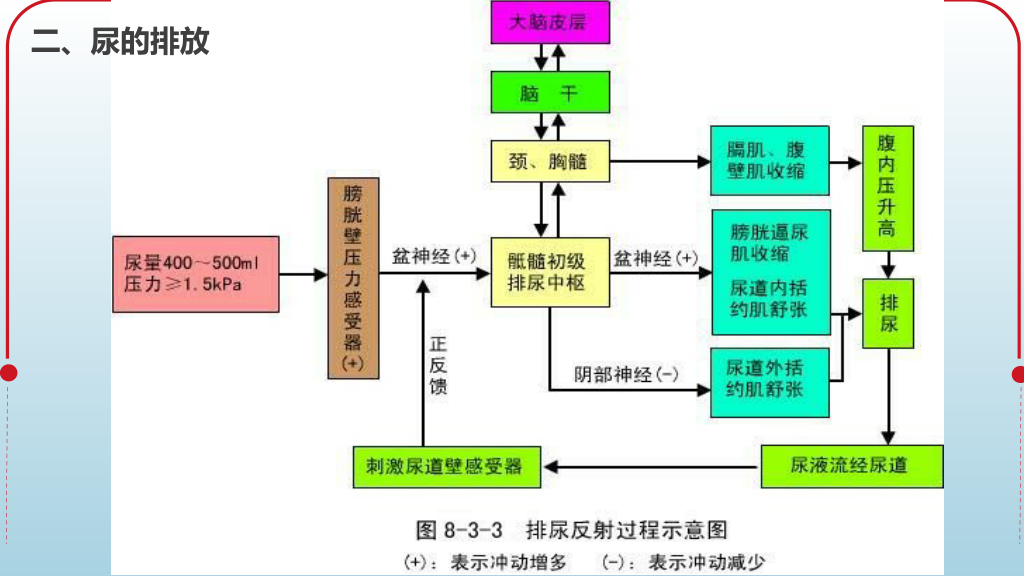 二、尿的排放
大脑皮层
脑 干
颈、胸髓
膈肌、腹
壁肌收缩
腹
内
压
升
高
膀
胱
壁
压
力
感
受
器
(+)
尿量400～500ml
压力≥1.5kPa
盆神经(+)
骶髓初级
排尿中枢
盆神经(+)
膀胱逼尿
肌收缩
尿道内括
约肌舒张
排
尿
正
反
馈
阴部神经(-)
尿道外括
约肌舒张
刺激尿道壁感受器
尿液流经尿道
图 8-3-3 排尿反射过程示意图
(+)：表示冲动增多 (-)：表示冲动减少